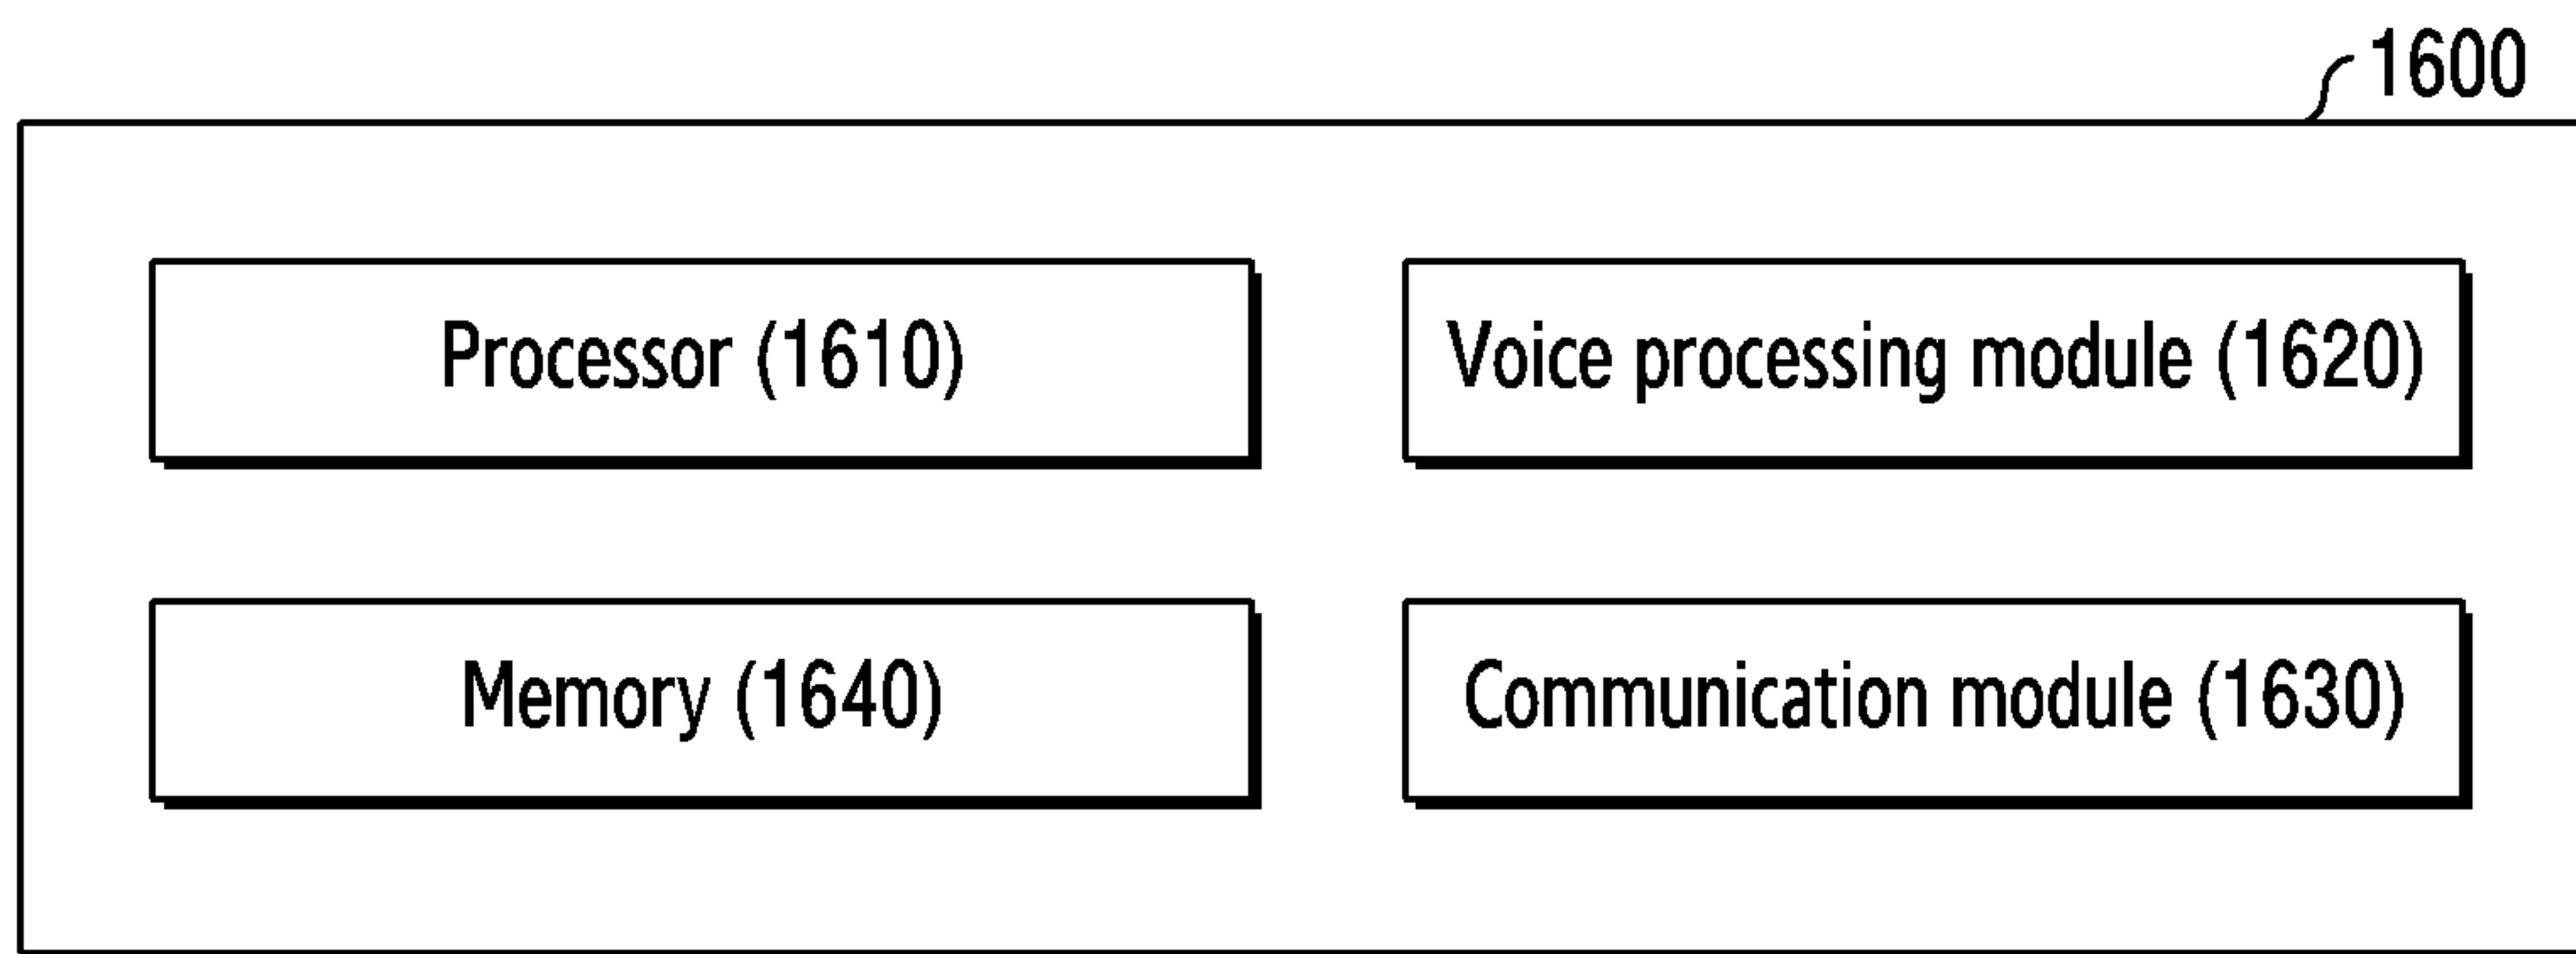 1600
Processor (1610)
Voice processing module (1620)
Memory (1640)
Communication module (1630)